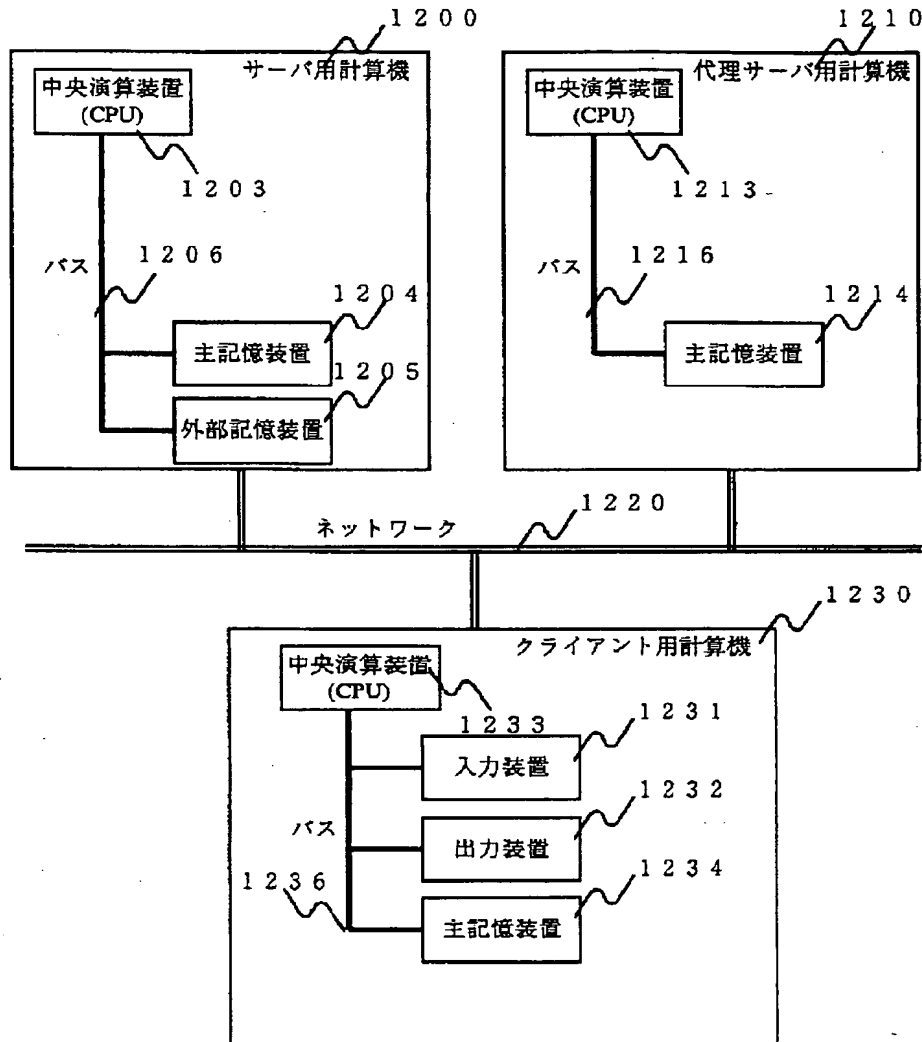 1200
サーバ用計算機
中央演算装置
(CPU)
1203
バス
1206
1204
主記憶装置
1205
外部記憶装置
1210
代理サーバ用計算機
中央演算装置
(CPU)
1213
バス
1216
1214
主記憶装置
ネットワーク
1220
1230
クライアント用計算機
中央演算装置
(CPU)
1233
1231
入力装置
バス
1232
出力装置
1236
1234
主記憶装置